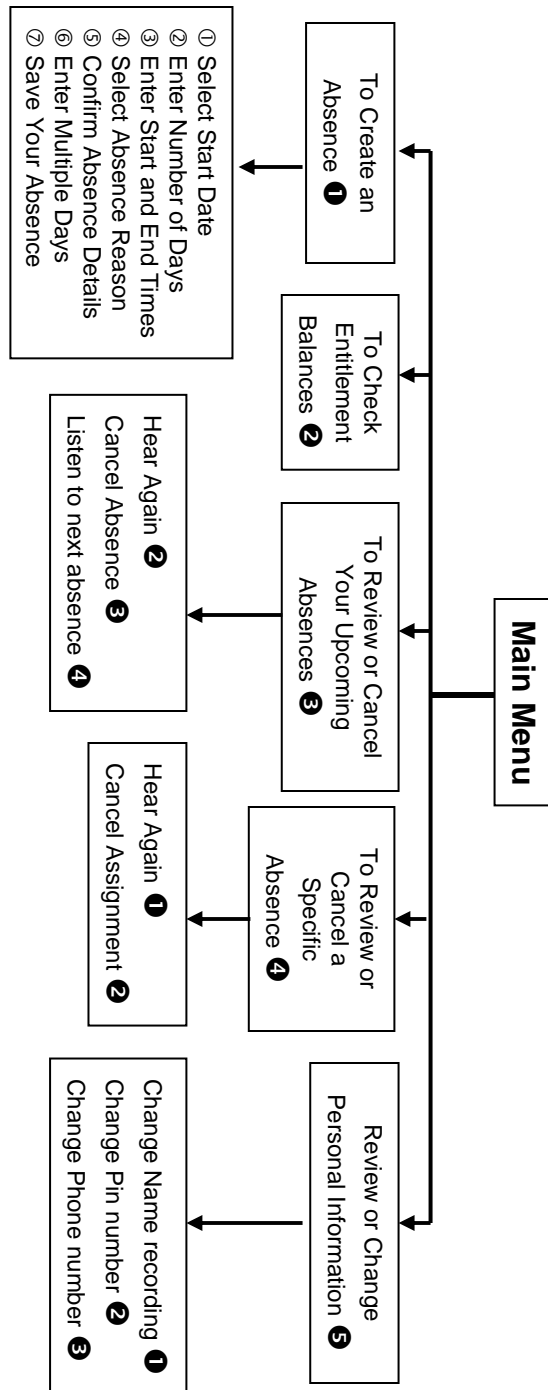 Main Menu
To Create an
Absence ❶
To Check
Entitlement
Balances ❷
To Review or Cancel
Your Upcoming
Absences ❸
To Review or
Cancel a
Specific
Absence ❹
Review or Change
Personal Information ❺
① Select Start Date
② Enter Number of Days
③ Enter Start and End Times
④ Select Absence Reason
⑤ Confirm Absence Details
⑥ Enter Multiple Days
⑦ Save Your Absence
Hear Again ❷
Cancel Absence ❸
Listen to next absence ❹
Hear Again ❶
Cancel Assignment ❷
Change Name recording ❶
Change Pin number ❷
Change Phone number ❸